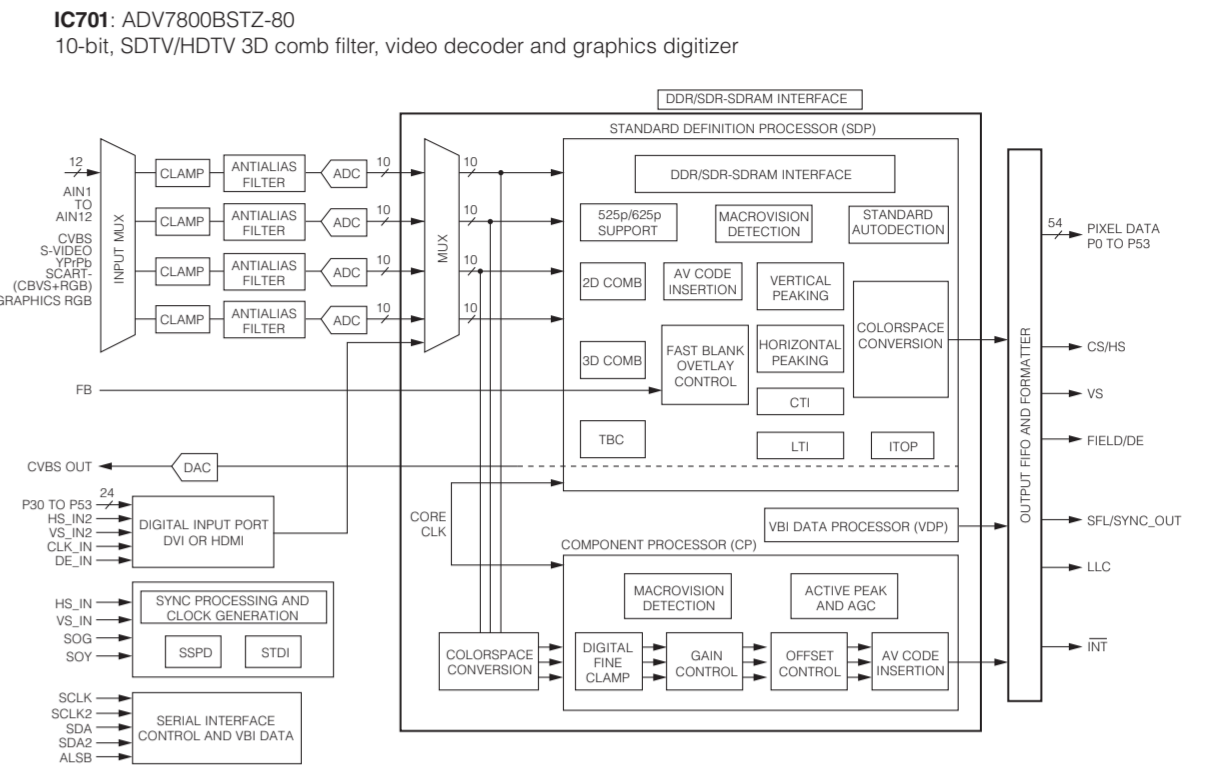 IC701: ADV7800BSTZ-80
10-bit, SDTV/HDTV 3D comb filter, video decoder and graphics digitizer
DDR/SDR-SDRAM INTERFACE
STANDARD DEFINITION PROCESSOR (SDP)
DDR/SDR-SDRAM INTERFACE
12
AIN1
TO
AIN12
CVBS
S-VIDEO
YPrPb
SCART-
(CBVS+RGB)
GRAPHICS RGB
INPUT MUX
CLAMP
ANTIALIAS
FILTER
ADC
10
CLAMP
ANTIALIAS
FILTER
ADC
10
CLAMP
ANTIALIAS
FILTER
ADC
10
CLAMP
ANTIALIAS
FILTER
ADC
10
MUX
10
10
10
10
525p/625p
SUPPORT
MACROVISION
DETECTION
STANDARD
AUTODECTION
2D COMB
AV CODE
INSERTION
VERTICAL
PEAKING
COLORSPACE
CONVERSION
3D COMB
FAST BLANK
OVETLAY
CONTROL
HORIZONTAL
PEAKING
CTI
TBC
LTI
ITOP
FB
CVBS OUT
DAC
P30 TO P53
24
HS_IN2
VS_IN2
CLK_IN
DE_IN
DIGITAL INPUT PORT
DVI OR HDMI
CORE
CLK
VBI DATA PROCESSOR (VDP)
COMPONENT PROCESSOR (CP)
HS_IN
VS_IN
SOG
SOY
SYNC PROCESSING AND
CLOCK GENERATION
SSPD
STDI
MACROVISION
DETECTION
ACTIVE PEAK
AND AGC
COLORSPACE
CONVERSION
DIGITAL
FINE
CLAMP
GAIN
CONTROL
OFFSET
CONTROL
AV CODE
INSERTION
SCLK
SCLK2
SDA
SDA2
ALSB
SERIAL INTERFACE
CONTROL AND VBI DATA
OUTPUT FIFO AND FORMATTER
54
PIXEL DATA
P0 TO P53
CS/HS
VS
FIELD/DE
SFL/SYNC_OUT
LLC
INT